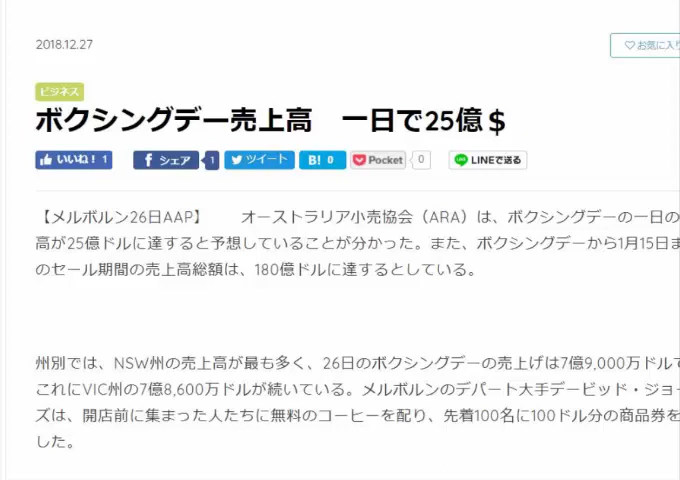 2018.12.27
お気に入り
ビジネス
ボクシングデー売上高　一日で25億＄
いいね！ 1
シェア 1
ツイート
B! 0
Pocket 0
LINEで送る
【メルボルン26日AAP】　　オーストラリア小売協会（ARA）は、ボクシングデーの一日の
高が25億ドルに達すると予想していることが分かった。また、ボクシングデーから1月15日ま
のセール期間の売上高総額は、180億ドルに達するとしている。
州別では、NSW州の売上高が最も多く、26日のボクシングデーの売上げは7億9,000万ドルで
これにVIC州の7億8,600万ドルが続いている。メルボルンのデパート大手デービッド・ジョー
ズは、開店前に集まった人たちに無料のコーヒーを配り、先着100名に100ドル分の商品券を
した。